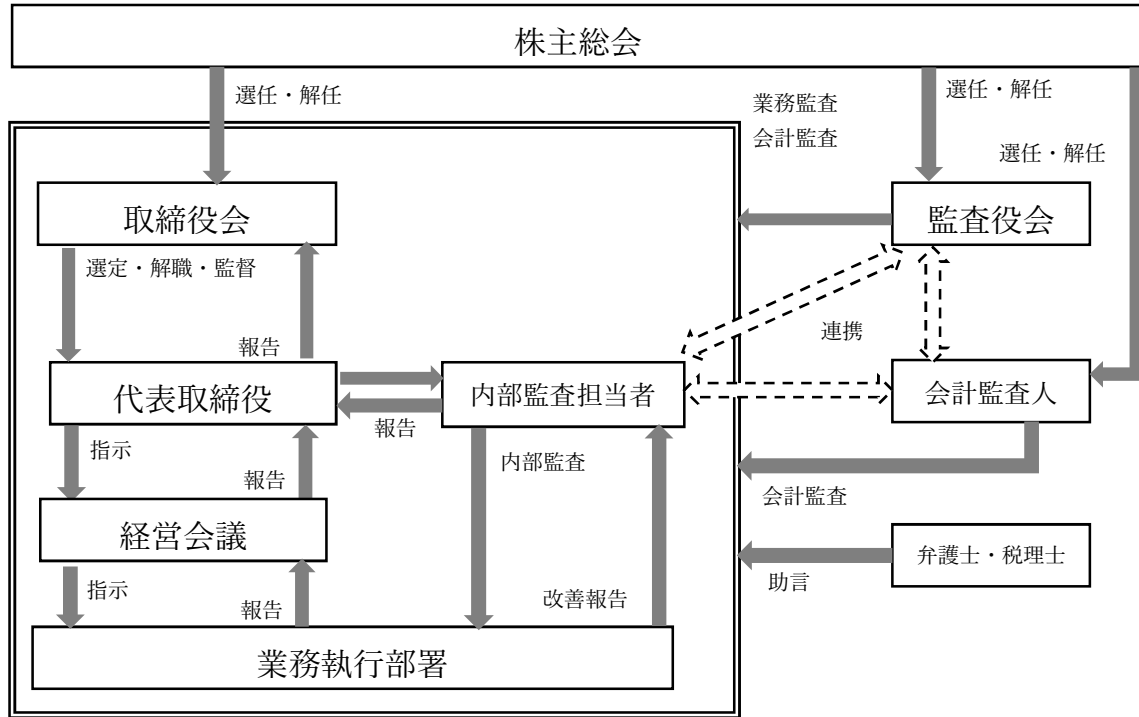 株主総会
選任・解任
業務監査
会計監査
選任・解任
選任・解任
取締役会
監査役会
選定・解職・監督
報告
連携
代表取締役
内部監査担当者
会計監査人
報告
指示
報告
内部監査
会計監査
経営会議
弁護士・税理士
助言
指示
報告
改善報告
業務執行部署